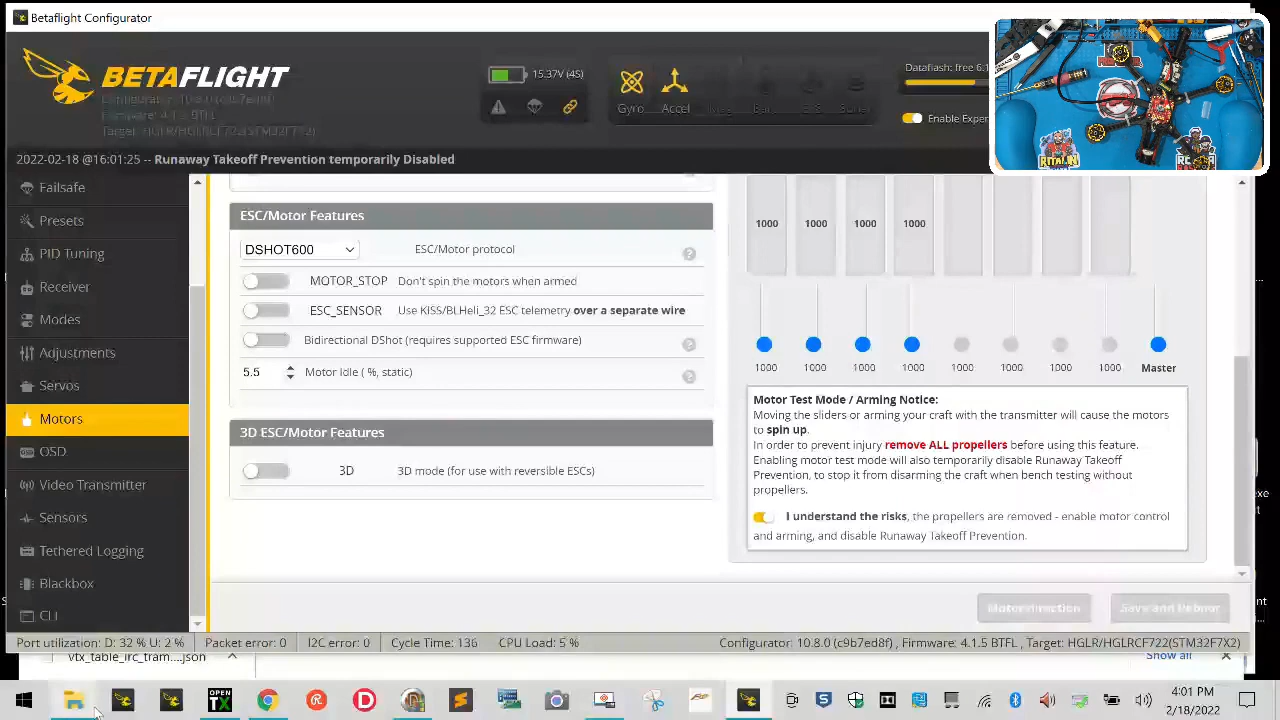 Betaflight Configurator
BETAFLIGHT
15.37V (4S)
Gyro
Accel
Dataflash: free 6.1
Enable Exper
2022-02-18 @16:01:25 -- Runaway Takeoff Prevention temporarily Disabled
Failsafe
Presets
PID Tuning
Receiver
Modes
Adjustments
Servos
Motors
OSD
Video Transmitter
Sensors
Tethered Logging
Blackbox
CLI
ESC/Motor Features
DSHOT600
ESC/Motor protocol
MOTOR_STOP Don't spin the motors when armed
ESC_SENSOR Use KISS/BLHeli_32 ESC telemetry over a separate wire
Bidirectional DShot (requires supported ESC firmware)
5.5 Motor Idle ( %, static)
3D ESC/Motor Features
3D 3D mode (for use with reversible ESCs)
1000 1000 1000 1000
1000 1000 1000 1000 1000 1000 1000 1000 Master
Motor Test Mode / Arming Notice:
Moving the sliders or arming your craft with the transmitter will cause the motors
to spin up.
In order to prevent injury remove ALL propellers before using this feature.
Enabling motor test mode will also temporarily disable Runaway Takeoff
Prevention, to stop it from disarming the craft when bench testing without
propellers.
I understand the risks, the propellers are removed - enable motor control
and arming, and disable Runaway Takeoff Prevention.
Motor direction
Save and Reboot
Port utilization: D: 32 % U: 2 %
Packet error: 0
I2C error: 0
Cycle Time: 136
CPU Load: 5 %
Configurator: 10.8.0 (c9b7ed8f), Firmware: 4.1.5 BTFL, Target: HGLR/HGLRCF722(STM32F7X2)
vtx_table_irc_tram....json
Show all
OPEN
TX
4:01 PM
2/18/2022